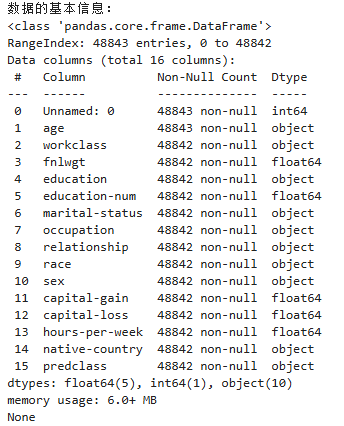 数据的基本信息:
<class 'pandas.core.frame.DataFrame'>
RangeIndex: 48843 entries, 0 to 48842
Data columns (total 16 columns):
 #   Column          Non-Null Count  Dtype
---  ------          --------------  -----
 0   Unnamed: 0      48843 non-null  int64
 1   age             48843 non-null  object
 2   workclass       48842 non-null  object
 3   fnlwgt          48842 non-null  float64
 4   education       48842 non-null  object
 5   education-num   48842 non-null  float64
 6   marital-status  48842 non-null  object
 7   occupation      48842 non-null  object
 8   relationship    48842 non-null  object
 9   race            48842 non-null  object
 10  sex             48842 non-null  object
 11  capital-gain    48842 non-null  float64
 12  capital-loss    48842 non-null  float64
 13  hours-per-week  48842 non-null  float64
 14  native-country  48842 non-null  object
 15  predclass       48842 non-null  object
dtypes: float64(5), int64(1), object(10)
memory usage: 6.0+ MB
None